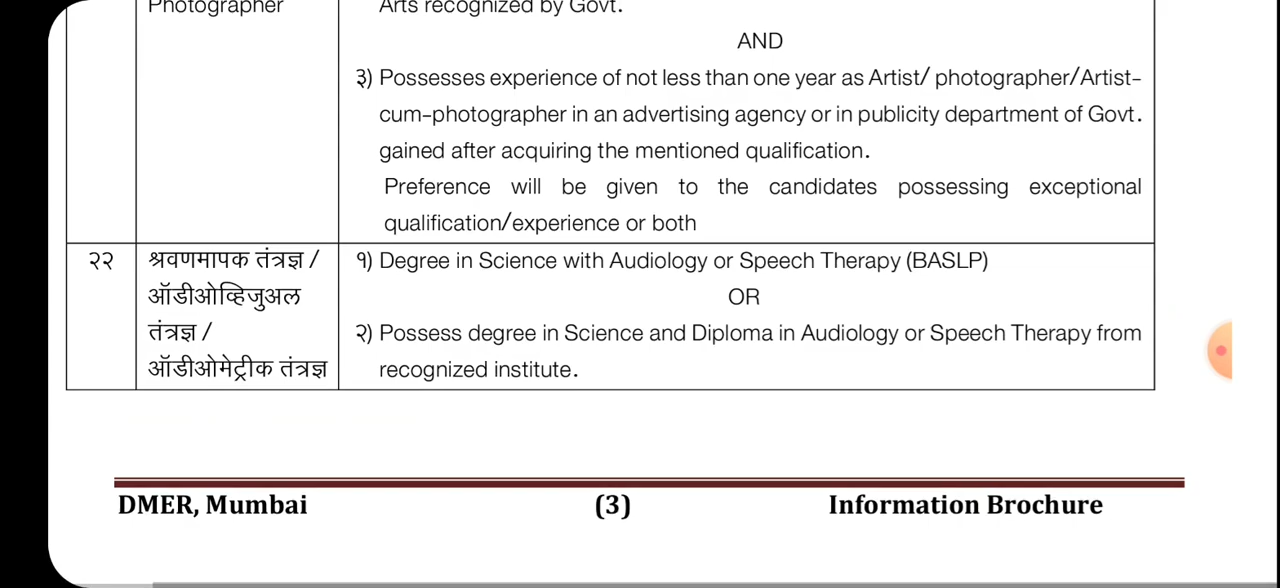 Photographer
Arts recognized by Govt.
AND
३) Possesses experience of not less than one year as Artist/ photographer/Artist-
cum-photographer in an advertising agency or in publicity department of Govt.
gained after acquiring the mentioned qualification.
Preference will be given to the candidates possessing exceptional
qualification/experience or both
२२
श्रवणमापक तंत्रज्ञ /
ऑडीओव्हिजुअल
तंत्रज्ञ /
ऑडीओमेट्रीक तंत्रज्ञ
१) Degree in Science with Audiology or Speech Therapy (BASLP)
OR
२) Possess degree in Science and Diploma in Audiology or Speech Therapy from
recognized institute.
DMER, Mumbai (3) Information Brochure